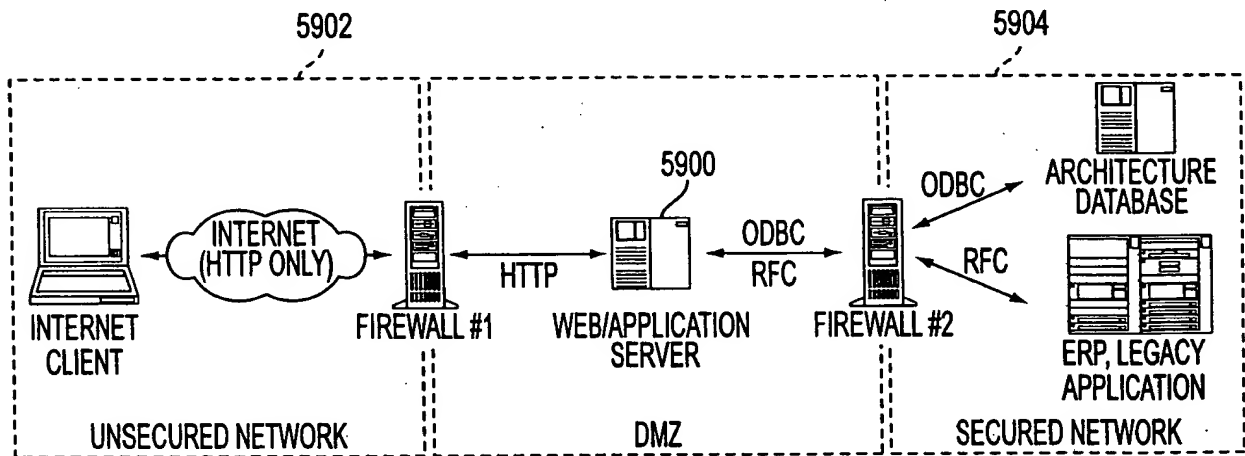 5902
5904
5900
INTERNET
(HTTP ONLY)
INTERNET
CLIENT
FIREWALL #1
HTTP
WEB/APPLICATION
SERVER
ODBC
RFC
FIREWALL #2
ODBC
RFC
ARCHITECTURE
DATABASE
ERP, LEGACY
APPLICATION
UNSECURED NETWORK
DMZ
SECURED NETWORK